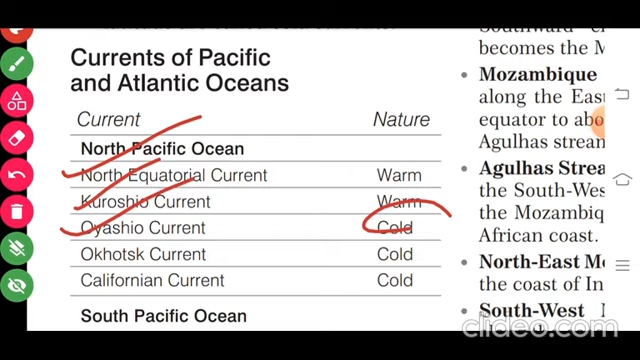 Currents of Pacific
and Atlantic Oceans
Current Nature
North Pacific Ocean
North Equatorial Current Warm
Kuroshio Current Warm
Oyashio Current Cold
Okhotsk Current Cold
Californian Current Cold
South Pacific Ocean
Southward
becomes the M
• Mozambique
along the East
equator to abo
Agulhas stream
• Agulhas Strea
the South-Wes
the Mozambiq
African coast.
• North-East Mo
the coast of In
• South-West
clideo.com